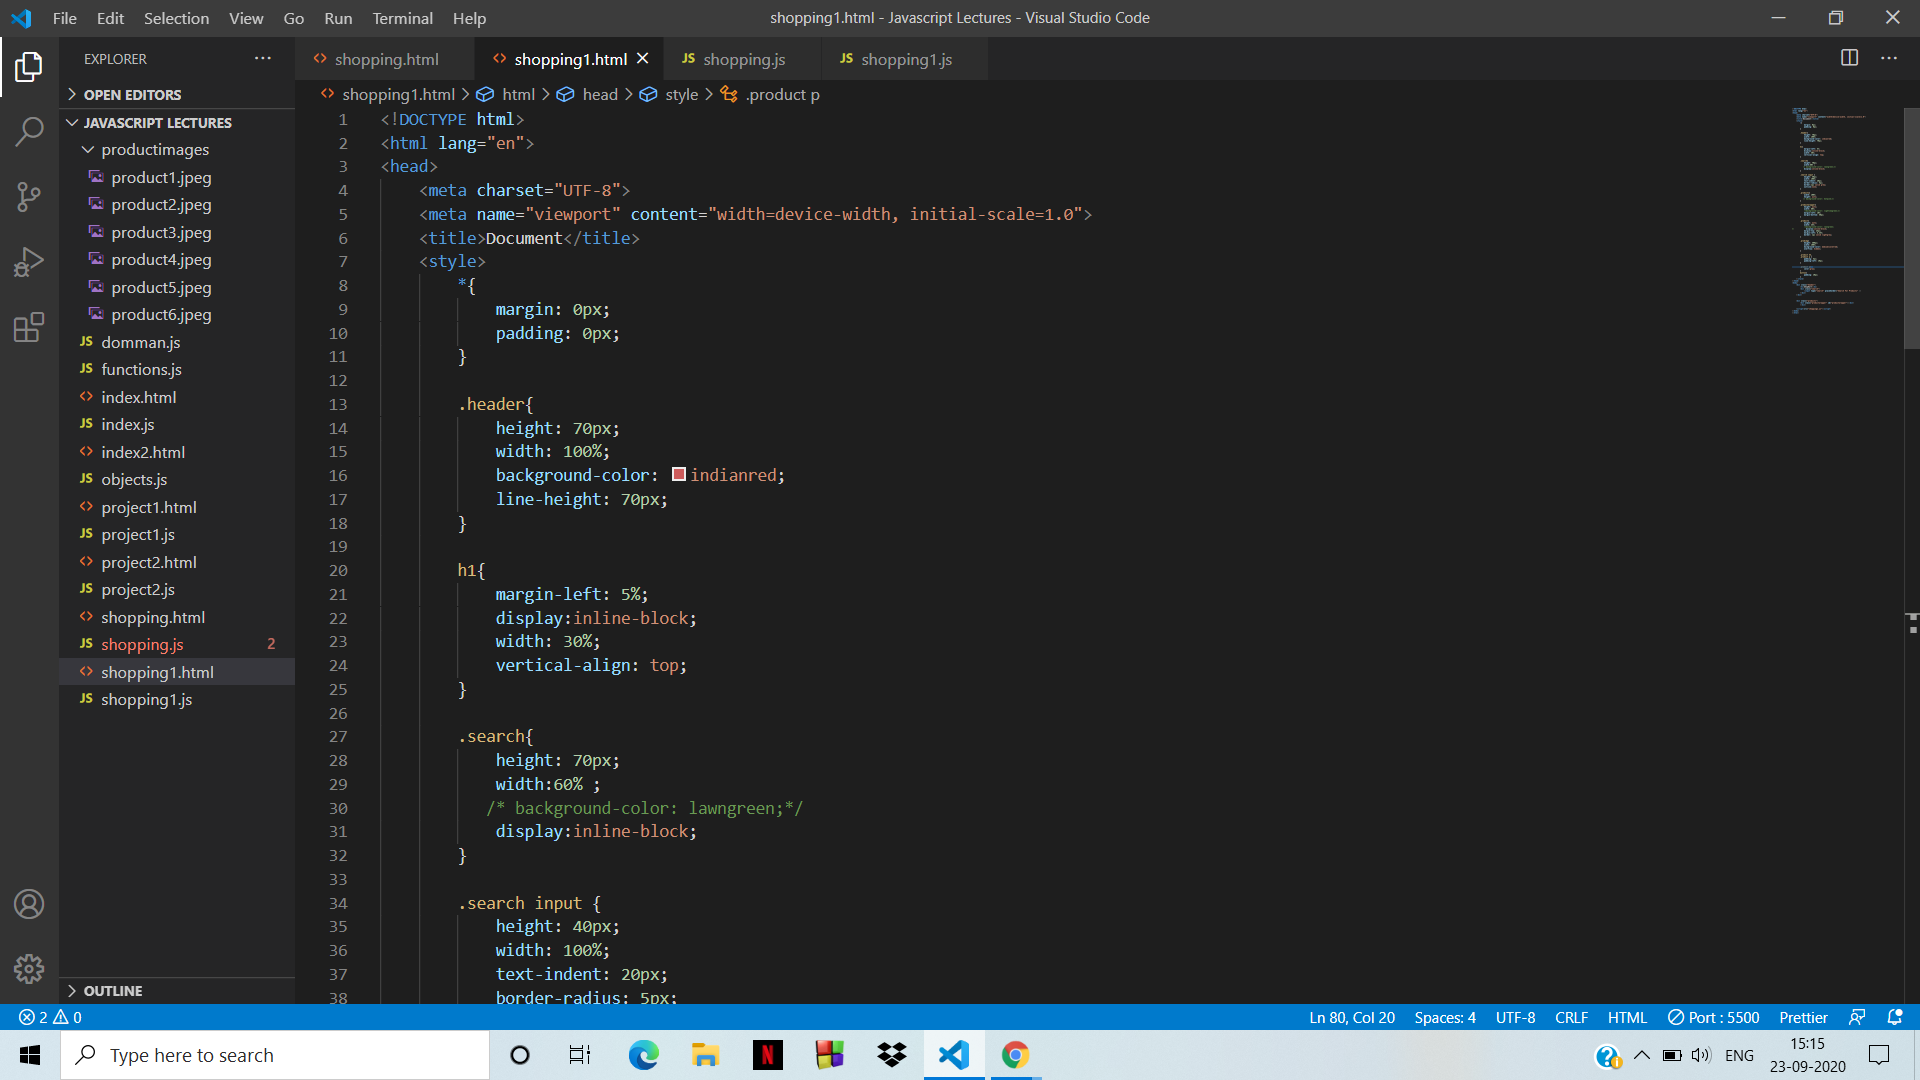 File Edit Selection View Go Run Terminal Help
shopping1.html - Javascript Lectures - Visual Studio Code
EXPLORER
OPEN EDITORS
JAVASCRIPT LECTURES
productimages
product1.jpeg
product2.jpeg
product3.jpeg
product4.jpeg
product5.jpeg
product6.jpeg
JS domman.js
JS functions.js
index.html
JS index.js
index2.html
JS objects.js
project1.html
JS project1.js
project2.html
JS project2.js
shopping.html
JS shopping.js 2
shopping1.html
JS shopping1.js
OUTLINE
shopping.html shopping1.html JS shopping.js JS shopping1.js
shopping1.html > html > head > style > .product p
1 <!DOCTYPE html>
2 <html lang="en">
3 <head>
4 <meta charset="UTF-8">
5 <meta name="viewport" content="width=device-width, initial-scale=1.0">
6 <title>Document</title>
7 <style>
8 *{
9 margin: 0px;
10 padding: 0px;
11 }
12
13 .header{
14 height: 70px;
15 width: 100%;
16 background-color: indianred;
17 line-height: 70px;
18 }
19
20 h1{
21 margin-left: 5%;
22 display:inline-block;
23 width: 30%;
24 vertical-align: top;
25 }
26
27 .search{
28 height: 70px;
29 width:60% ;
30 /* background-color: lawngreen;*/
31 display:inline-block;
32 }
33
34 .search input {
35 height: 40px;
36 width: 100%;
37 text-indent: 20px;
38 border-radius: 5px;
2 0
Ln 80, Col 20 Spaces: 4 UTF-8 CRLF HTML Port : 5500 Prettier
Type here to search
N
ENG
15:15
23-09-2020